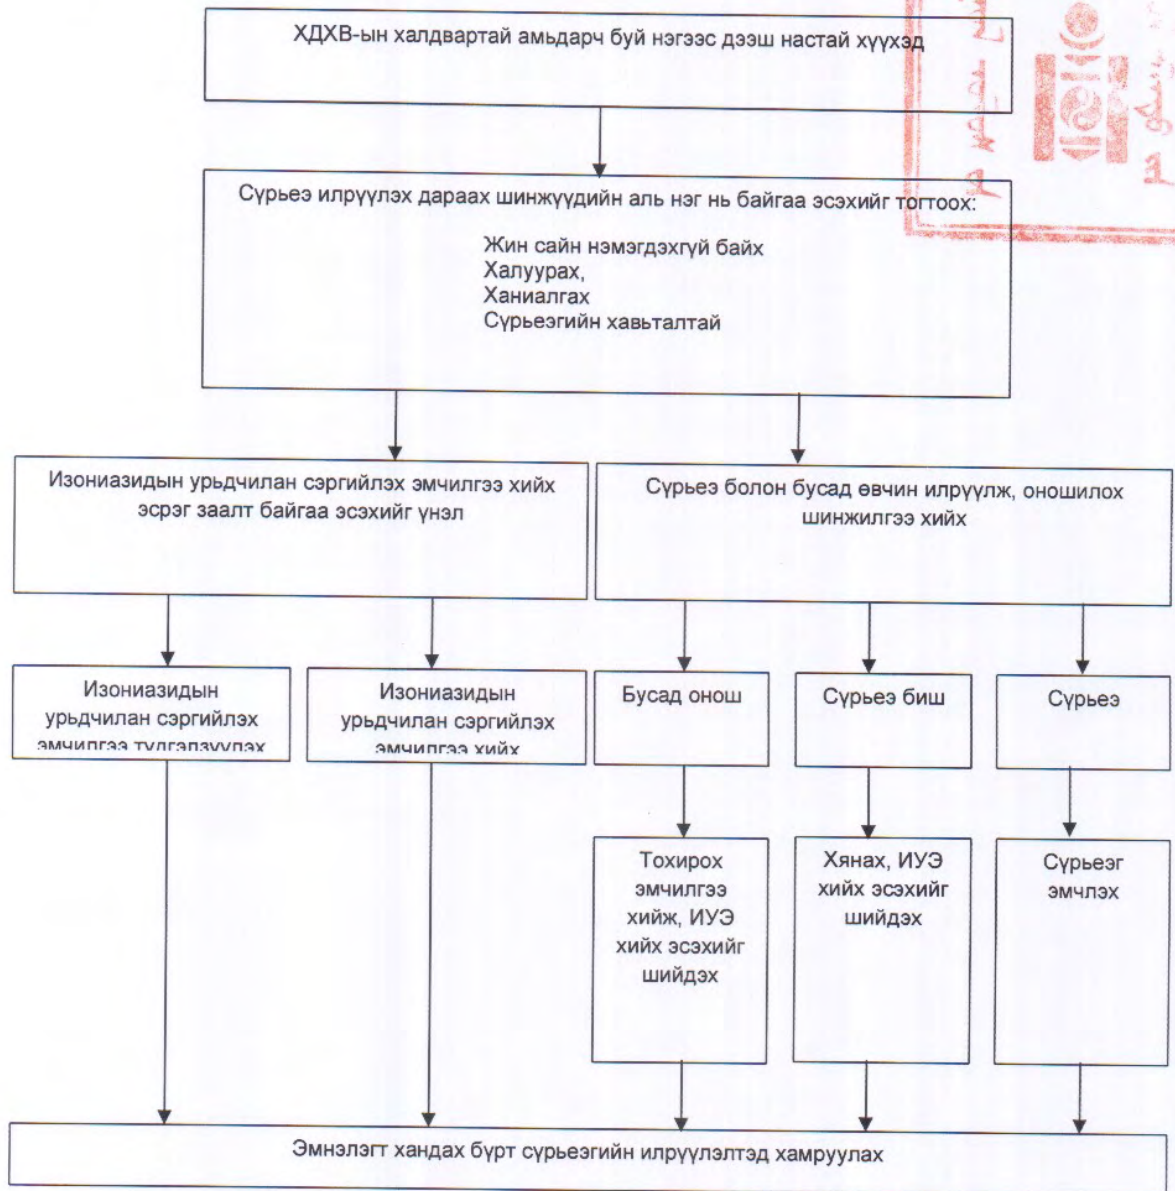 ХДХВ-ын халдвартай амьдарч буй нэгээс дээш настай хүүхэд
Сүрьеэ илрүүлэх дараах шинжүүдийн аль нэг нь байгаа эсэхийг тогтоох:
Жин сайн нэмэгдэхгүй байх
Халуурах,
Ханиалгах
Сүрьеэгийн хавьталтай
Изониазидын урьдчилан сэргийлэх эмчилгээ хийх
эсрэг заалт байгаа эсэхийг үнэл
Сүрьеэ болон бусад өвчин илрүүлж, оношилох
шинжилгээ хийх
Изониазидын
урьдчилан сэргийлэх
эмчилгээ түдгэлзүүлэх
Изониазидын
урьдчилан сэргийлэх
эмчилгээ хийх
Бусад онош
Сүрьеэ биш
Сүрьеэ
Тохирох
эмчилгээ
хийж, ИУЭ
хийх эсэхийг
шийдэх
Хянах, ИУЭ
хийх эсэхийг
шийдэх
Сүрьеэг
эмчлэх
Эмнэлэгт хандах бүрт сүрьеэгийн илрүүлэлтэд хамруулах